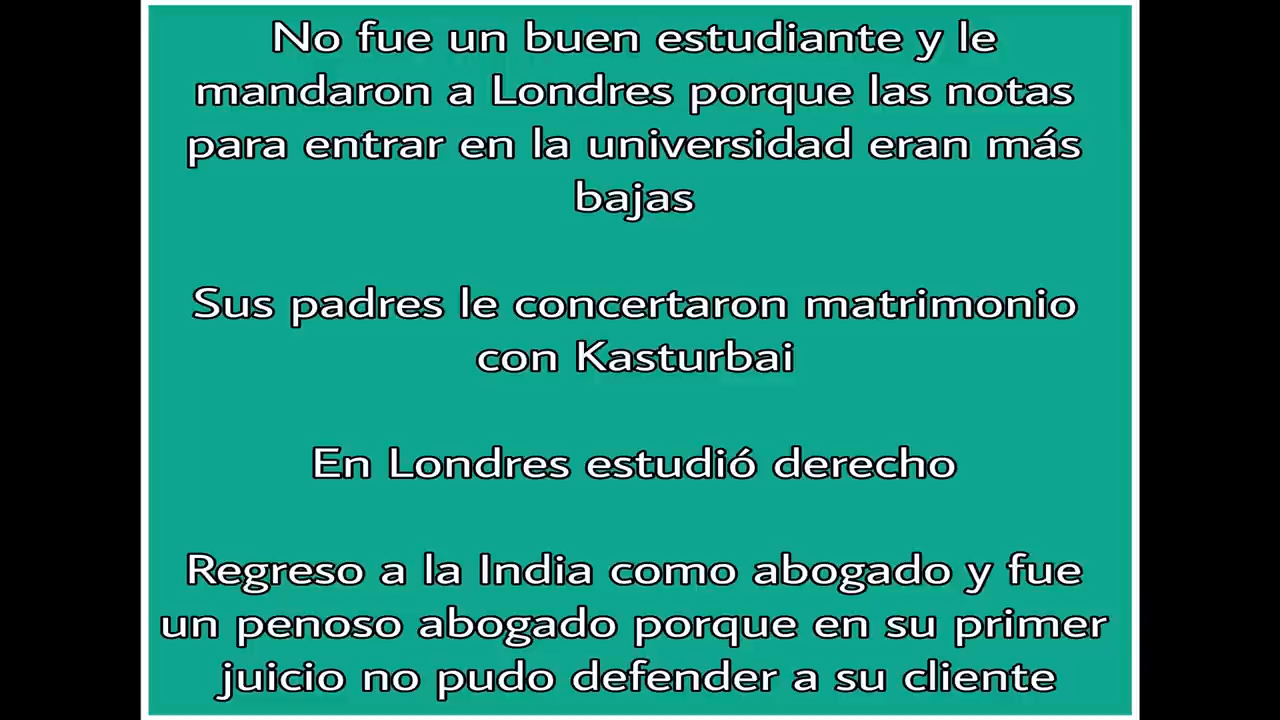 No fue un buen estudiante y le
mandaron a Londres porque las notas
para entrar en la universidad eran más
bajas
Sus padres le concertaron matrimonio
con Kasturbai
En Londres estudió derecho
Regreso a la India como abogado y fue
un penoso abogado porque en su primer
juicio no pudo defender a su cliente